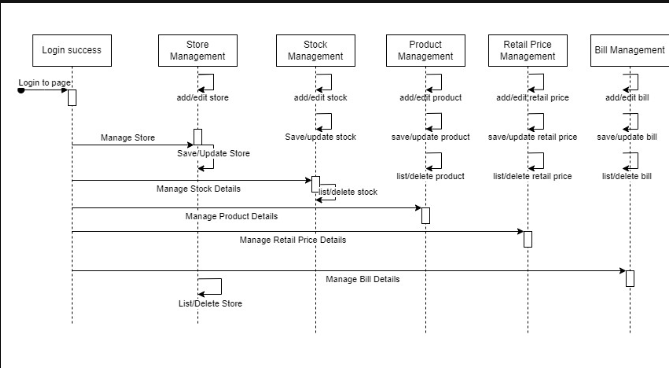 Login success
Store
Management
Stock
Management
Product
Management
Retail Price
Management
Bill Management
Login to page
add/edit store
add/edit stock
add/edit product
add/edit retail price
add/edit bill
Manage Store
Save/update stock
save/update product
save/update retail price
save/update bill
Save/Update Store
list/delete product
list/delete retail price
list/delete bill
Manage Stock Details
list/delete stock
Manage Product Details
Manage Retail Price Details
Manage Bill Details
List/Delete Store